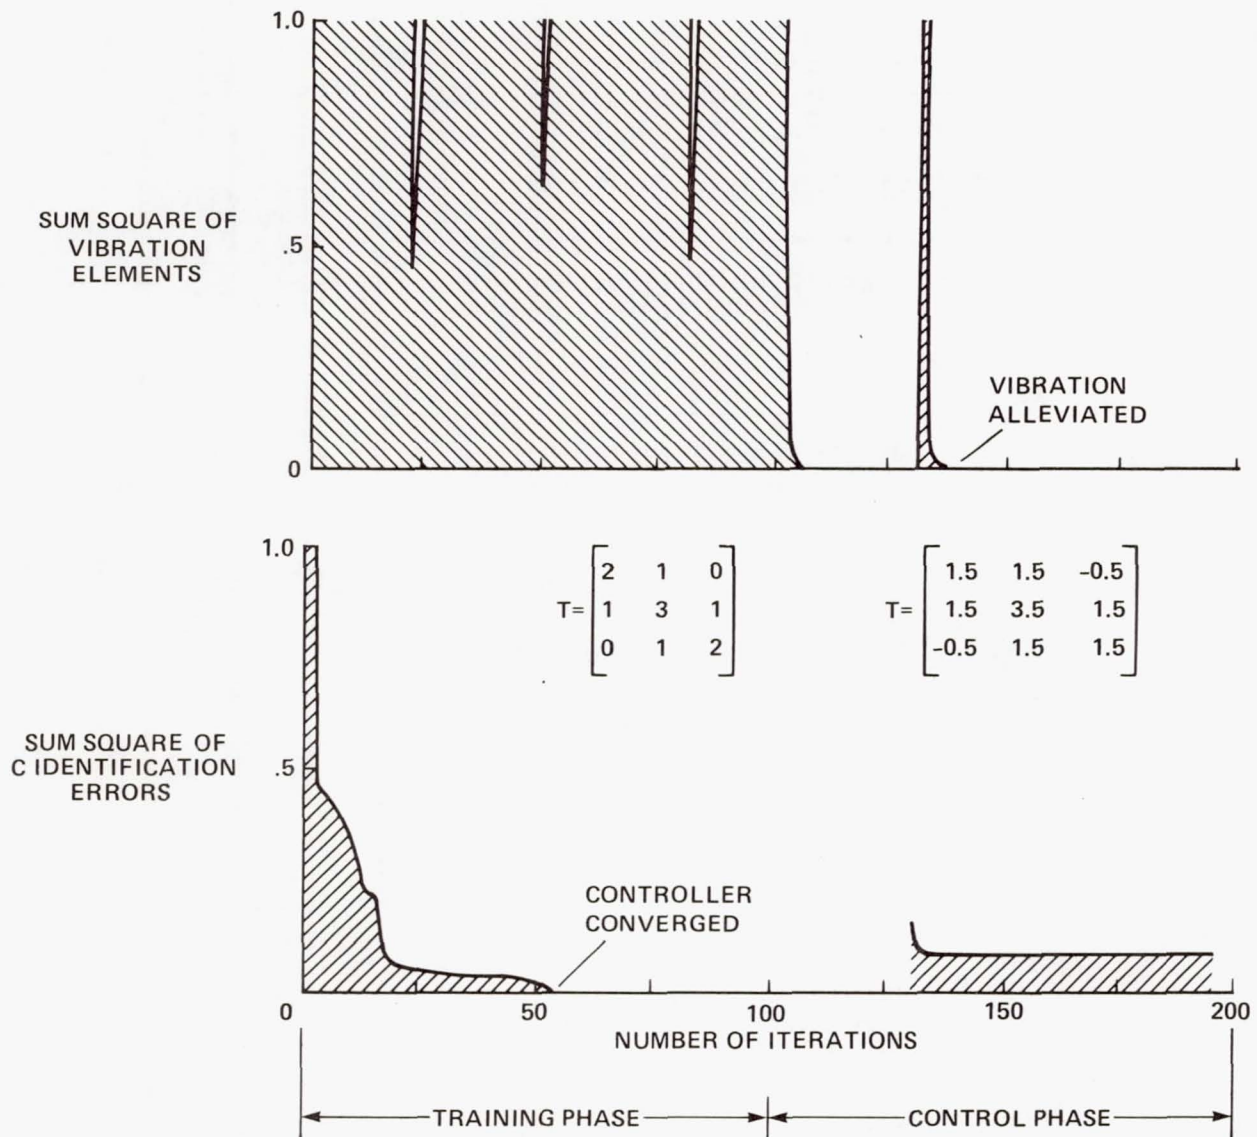 1.0
SUM SQUARE OF
VIBRATION
ELEMENTS
.5
VIBRATION
ALLEVIATED
0
1.0
T= 2 1 0
1 3 1
0 1 2
T= 1.5 1.5 -0.5
1.5 3.5 1.5
-0.5 1.5 1.5
SUM SQUARE OF
C IDENTIFICATION
ERRORS
.5
CONTROLLER
CONVERGED
0 50 100 150 200
NUMBER OF ITERATIONS
TRAINING PHASE CONTROL PHASE